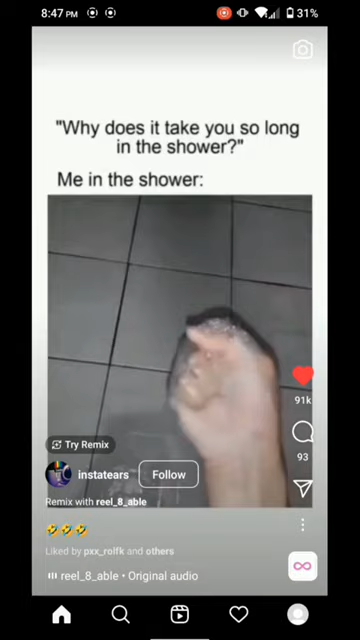 8:47 PM
31%
"Why does it take you so long
in the shower?"
Me in the shower:
91k
93
Try Remix
instatears
Follow
Remix with reel_8_able
🤣🤣🤣
Liked by pxx_rolfk and others
reel_8_able • Original audio